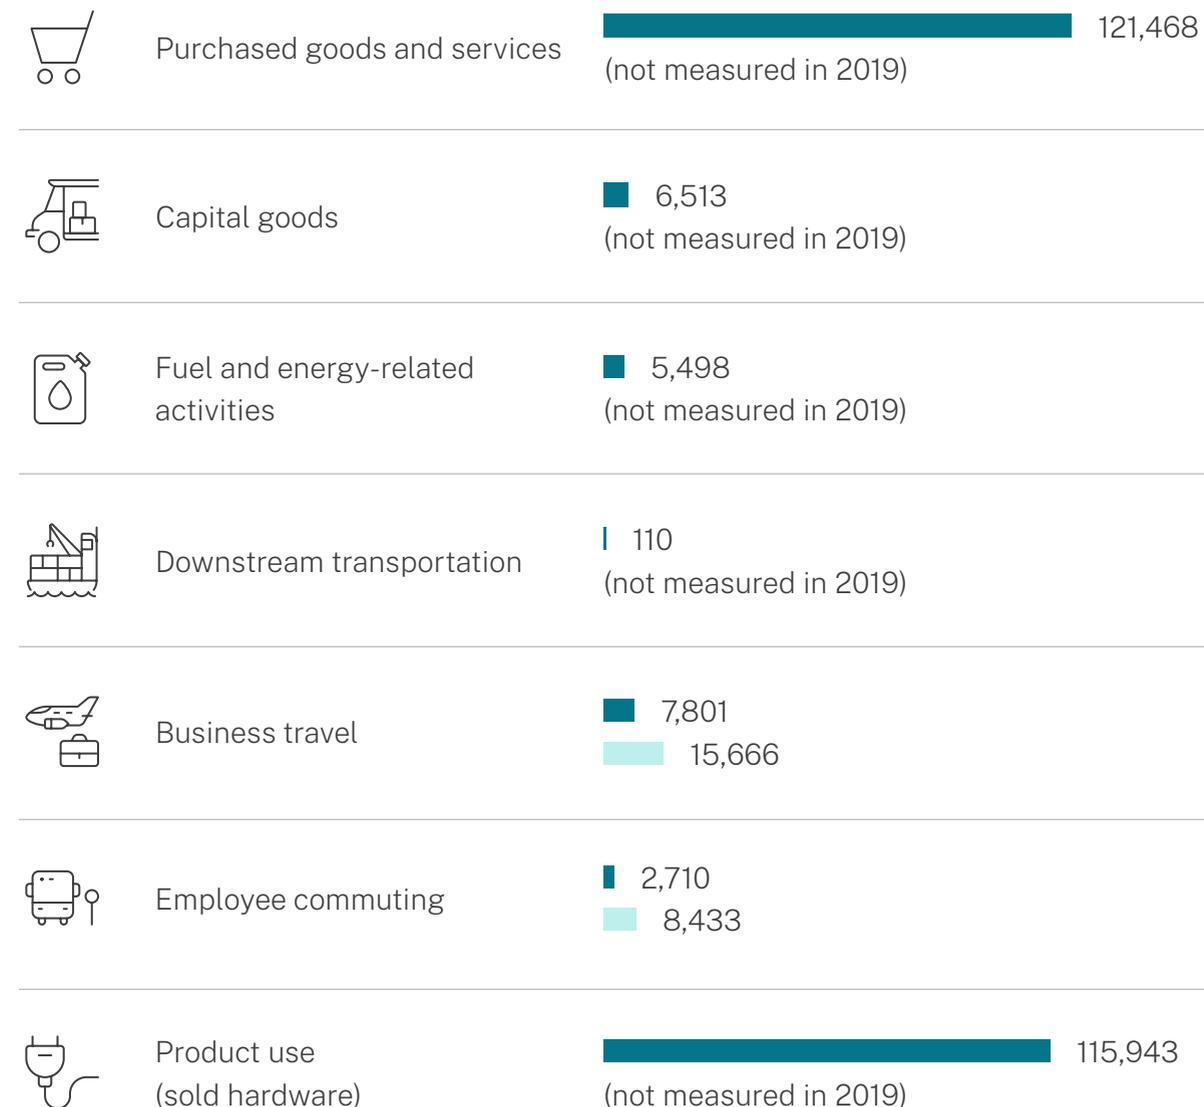 Purchased goods and services
121,468
(not measured in 2019)
Capital goods
6,513
(not measured in 2019)
Fuel and energy-related
activities
5,498
(not measured in 2019)
Downstream transportation
110
(not measured in 2019)
Business travel
7,801
15,666
Employee commuting
2,710
8,433
Product use
(sold hardware)
115,943
(not measured in 2019)